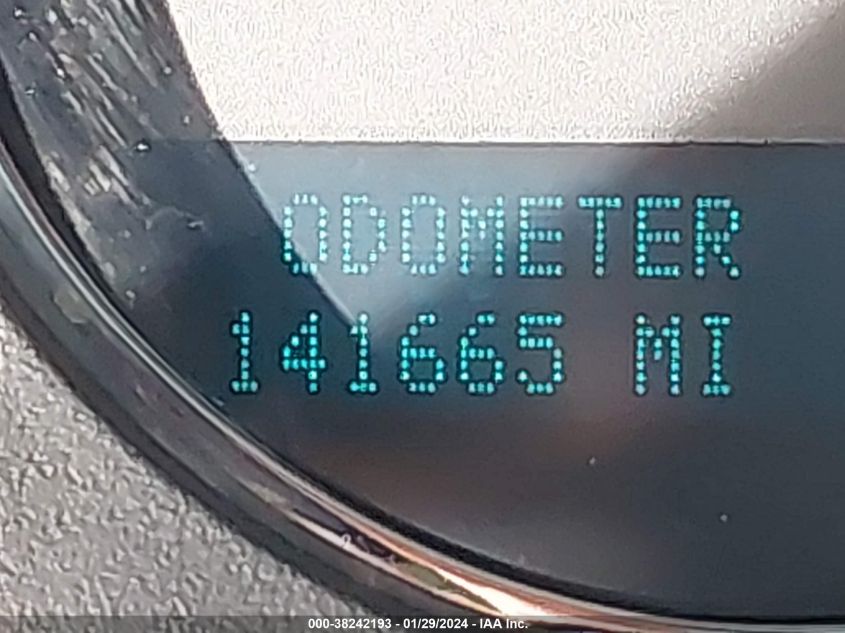 ODOMETER
141665 MI
000-38242193 - 01/29/2024 - IAA Inc.